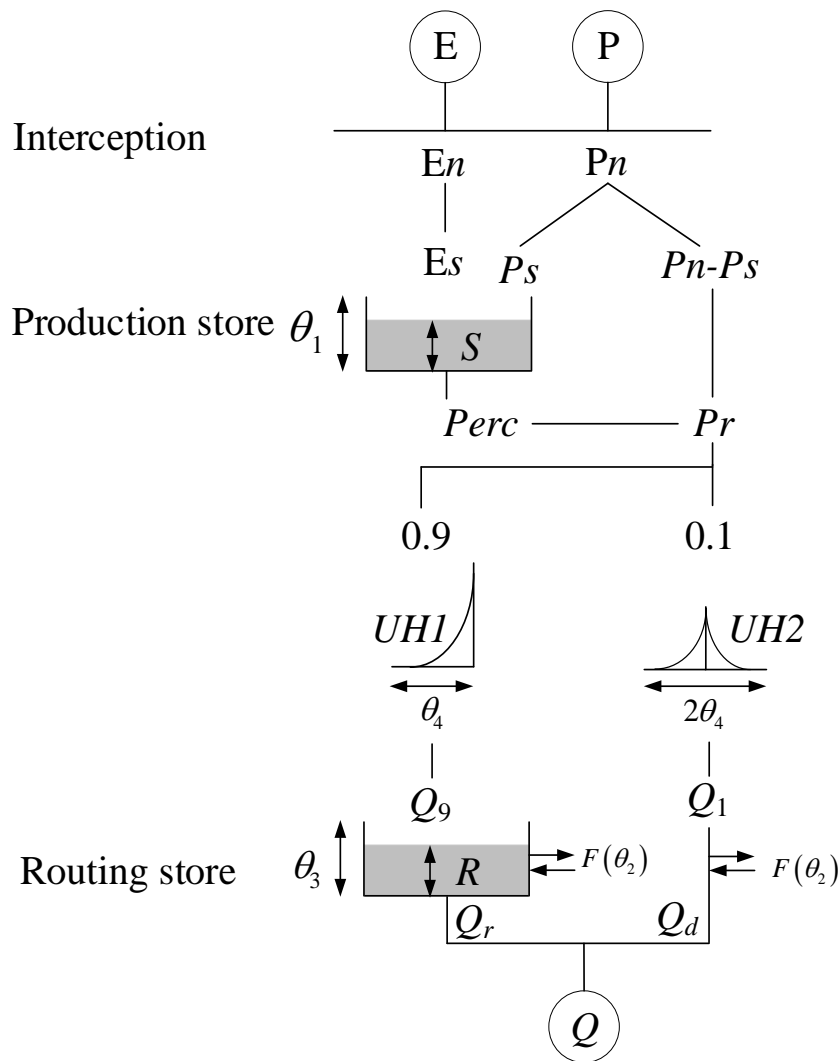 E P
Interception
En Pn
Es Ps Pn-Ps
Production store θ₁ S
Perc Pr
0.9 0.1
UH1 UH2
θ₄ 2θ₄
Q₉ Q₁
Routing store θ₃ R F(θ₂) F(θ₂)
Qᵣ Q_d
Q